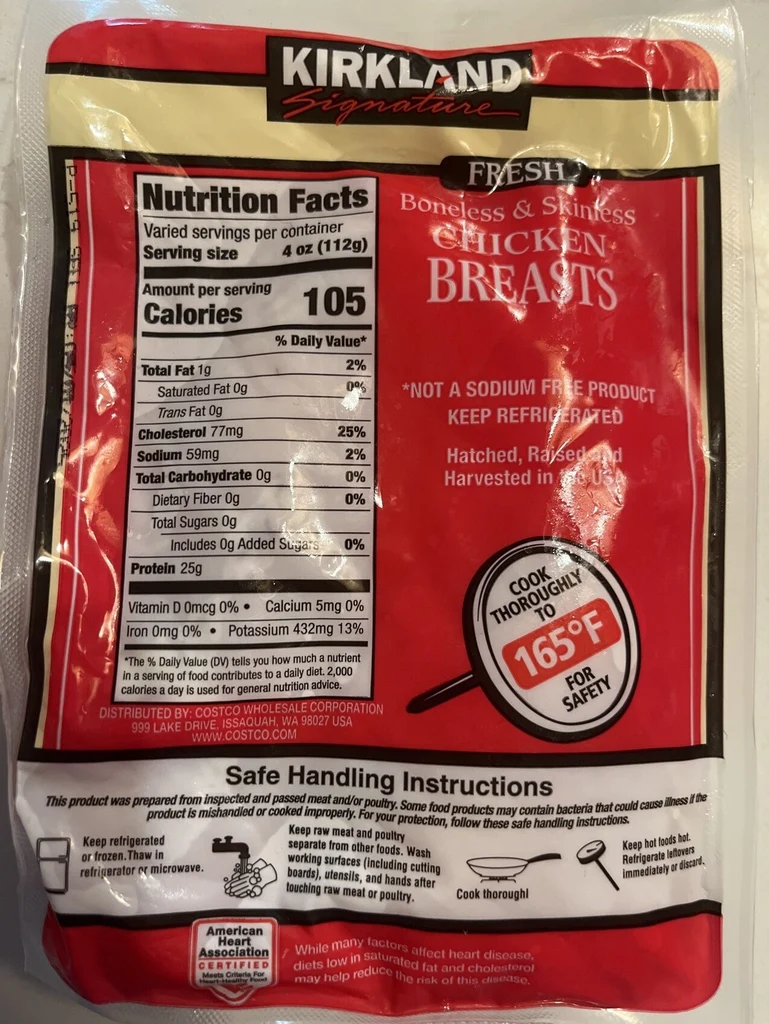 KIRKLAND
Signature
FRESH
Boneless & Skinless
CHICKEN
BREASTS
Nutrition Facts
Varied servings per container
Serving size 4 oz (112g)
Amount per serving
Calories 105
% Daily Value*
Total Fat 1g 2%
Saturated Fat 0g 0%
Trans Fat 0g
Cholesterol 77mg 25%
Sodium 59mg 2%
Total Carbohydrate 0g 0%
Dietary Fiber 0g 0%
Total Sugars 0g
Includes 0g Added Sugars 0%
Protein 25g
Vitamin D 0mcg 0% • Calcium 5mg 0%
Iron 0mg 0% • Potassium 432mg 13%
*The % Daily Value (DV) tells you how much a nutrient
in a serving of food contributes to a daily diet. 2,000
calories a day is used for general nutrition advice.
DISTRIBUTED BY: COSTCO WHOLESALE CORPORATION
999 LAKE DRIVE, ISSAQUAH, WA 98027 USA
WWW.COSTCO.COM
*NOT A SODIUM FREE PRODUCT
KEEP REFRIGERATED
Hatched, Raised and
Harvested in the USA
COOK
THOROUGHLY
TO
165°F
FOR
SAFETY
Safe Handling Instructions
This product was prepared from inspected and passed meat and/or poultry. Some food products may contain bacteria that could cause illness if the
product is mishandled or cooked improperly. For your protection, follow these safe handling instructions.
Keep refrigerated
or frozen. Thaw in
refrigerator or microwave.
Keep raw meat and poultry
separate from other foods. Wash
working surfaces (including cutting
boards), utensils, and hands after
touching raw meat or poultry.
Cook thoroughl
Keep hot foods hot.
Refrigerate leftovers
immediately or discard.
American
Heart
Association
CERTIFIED
Meets Criteria For
Heart-Healthy Food
While many factors affect heart disease,
diets low in saturated fat and cholesterol
may help reduce the risk of this disease.